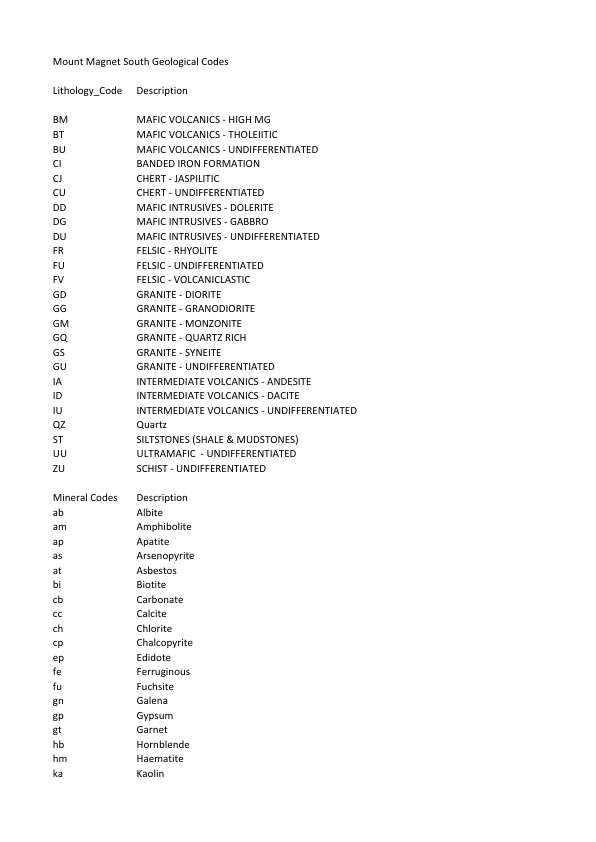 Mount Magnet South Geological Codes
Lithology_Code Description
BM MAFIC VOLCANICS - HIGH MG
BT MAFIC VOLCANICS - THOLEIITIC
BU MAFIC VOLCANICS - UNDIFFERENTIATED
CI BANDED IRON FORMATION
CJ CHERT - JASPILITIC
CU CHERT - UNDIFFERENTIATED
DD MAFIC INTRUSIVES - DOLERITE
DG MAFIC INTRUSIVES - GABBRO
DU MAFIC INTRUSIVES - UNDIFFERENTIATED
FR FELSIC - RHYOLITE
FU FELSIC - UNDIFFERENTIATED
FV FELSIC - VOLCANICLASTIC
GD GRANITE - DIORITE
GG GRANITE - GRANODIORITE
GM GRANITE - MONZONITE
GQ GRANITE - QUARTZ RICH
GS GRANITE - SYNEITE
GU GRANITE - UNDIFFERENTIATED
IA INTERMEDIATE VOLCANICS - ANDESITE
ID INTERMEDIATE VOLCANICS - DACITE
IU INTERMEDIATE VOLCANICS - UNDIFFERENTIATED
QZ Quartz
ST SILTSTONES (SHALE & MUDSTONES)
UU ULTRAMAFIC  - UNDIFFERENTIATED
ZU SCHIST - UNDIFFERENTIATED
Mineral Codes Description
ab Albite
am Amphibolite
ap Apatite
as Arsenopyrite
at Asbestos
bi Biotite
cb Carbonate
cc Calcite
ch Chlorite
cp Chalcopyrite
ep Edidote
fe Ferruginous
fu Fuchsite
gn Galena
gp Gypsum
gt Garnet
hb Hornblende
hm Haematite
ka Kaolin